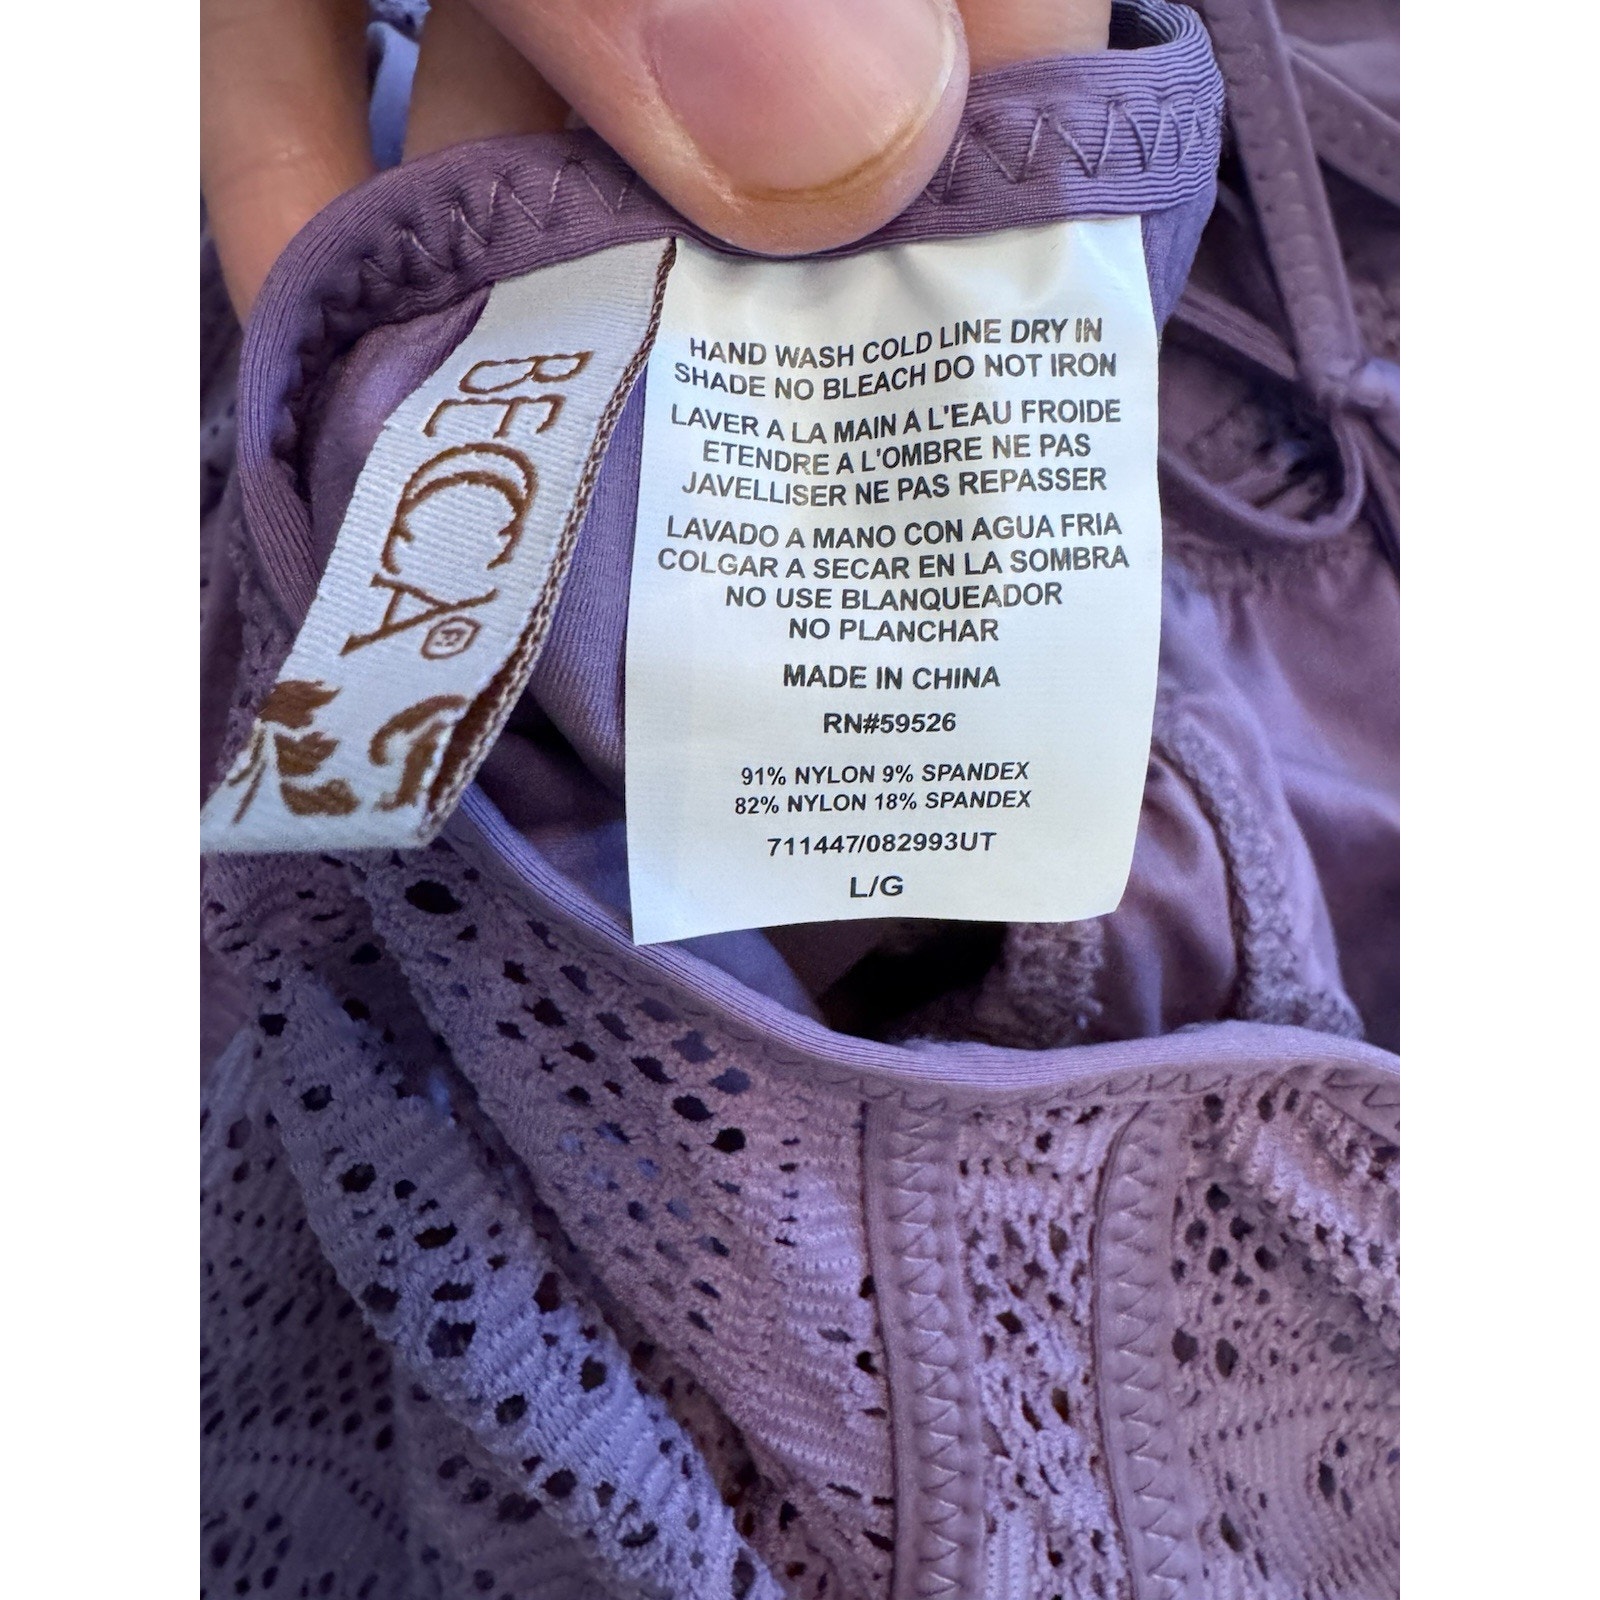 BECCA®
HAND WASH COLD LINE DRY IN
SHADE NO BLEACH DO NOT IRON
LAVER A LA MAIN A L'EAU FROIDE
ETENDRE A L'OMBRE NE PAS
JAVELLISER NE PAS REPASSER
LAVADO A MANO CON AGUA FRIA
COLGAR A SECAR EN LA SOMBRA
NO USE BLANQUEADOR
NO PLANCHAR
MADE IN CHINA
RN#59526
91% NYLON 9% SPANDEX
82% NYLON 18% SPANDEX
711447/082993UT
L/G